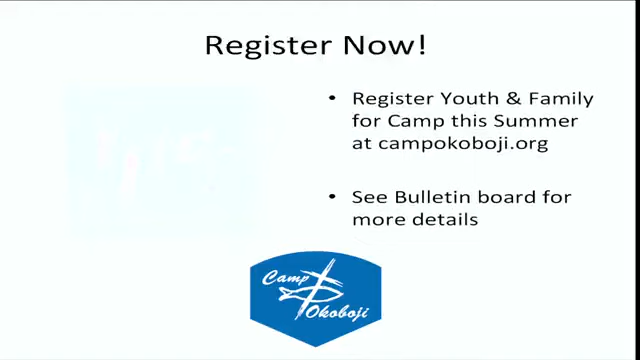 Register Now!
• Register Youth & Family
for Camp this Summer
at campokoboji.org
• See Bulletin board for
more details
Camp
Okoboji